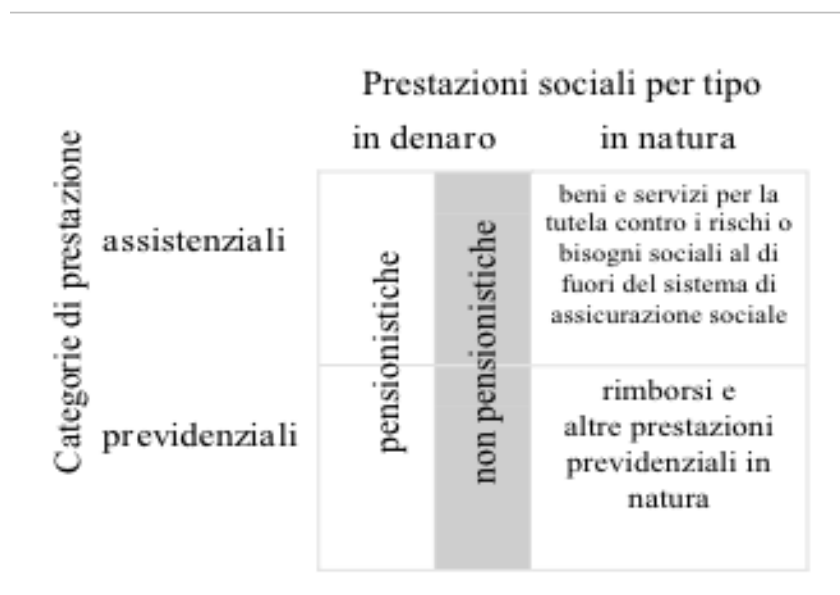 Prestazioni sociali per tipo
in denaro
in natura
Categorie di prestazione
assistenziali
previdenziali
pensionistiche
non pensionistiche
beni e servizi per la
tutela contro i rischi o
bisogni sociali al di
fuori del sistema di
assicurazione sociale
rimborsi e
altre prestazioni
previdenziali in
natura